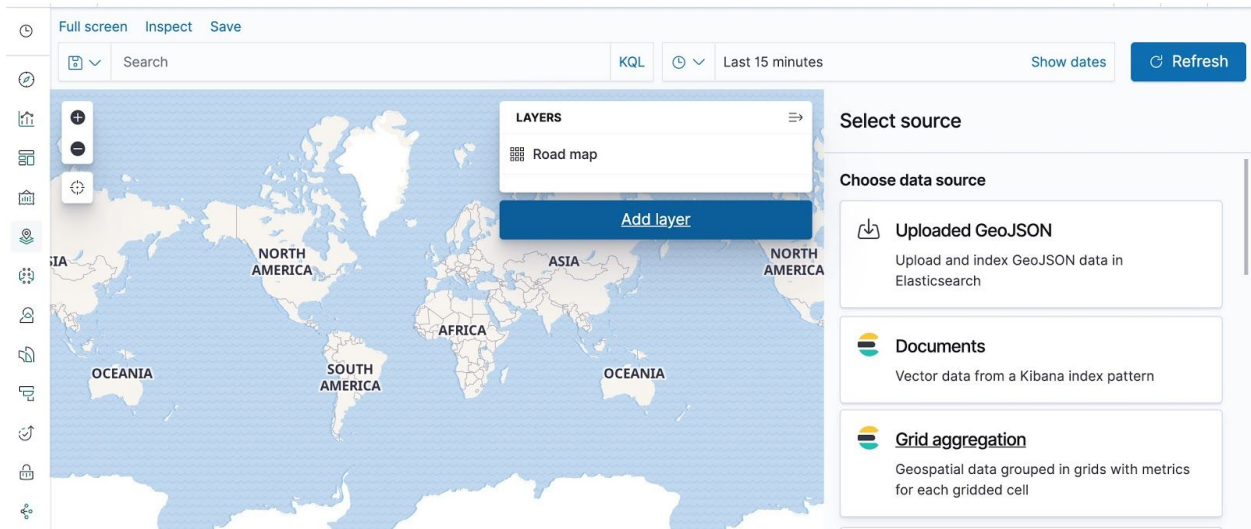 Full screen Inspect Save
Search KQL Last 15 minutes Show dates Refresh
LAYERS
Road map
Add layer
NORTH
AMERICA
ASIA
NORTH
AMERICA
IA
AFRICA
OCEANIA
SOUTH
AMERICA
OCEANIA
Select source
Choose data source
Uploaded GeoJSON
Upload and index GeoJSON data in
Elasticsearch
Documents
Vector data from a Kibana index pattern
Grid aggregation
Geospatial data grouped in grids with metrics
for each gridded cell